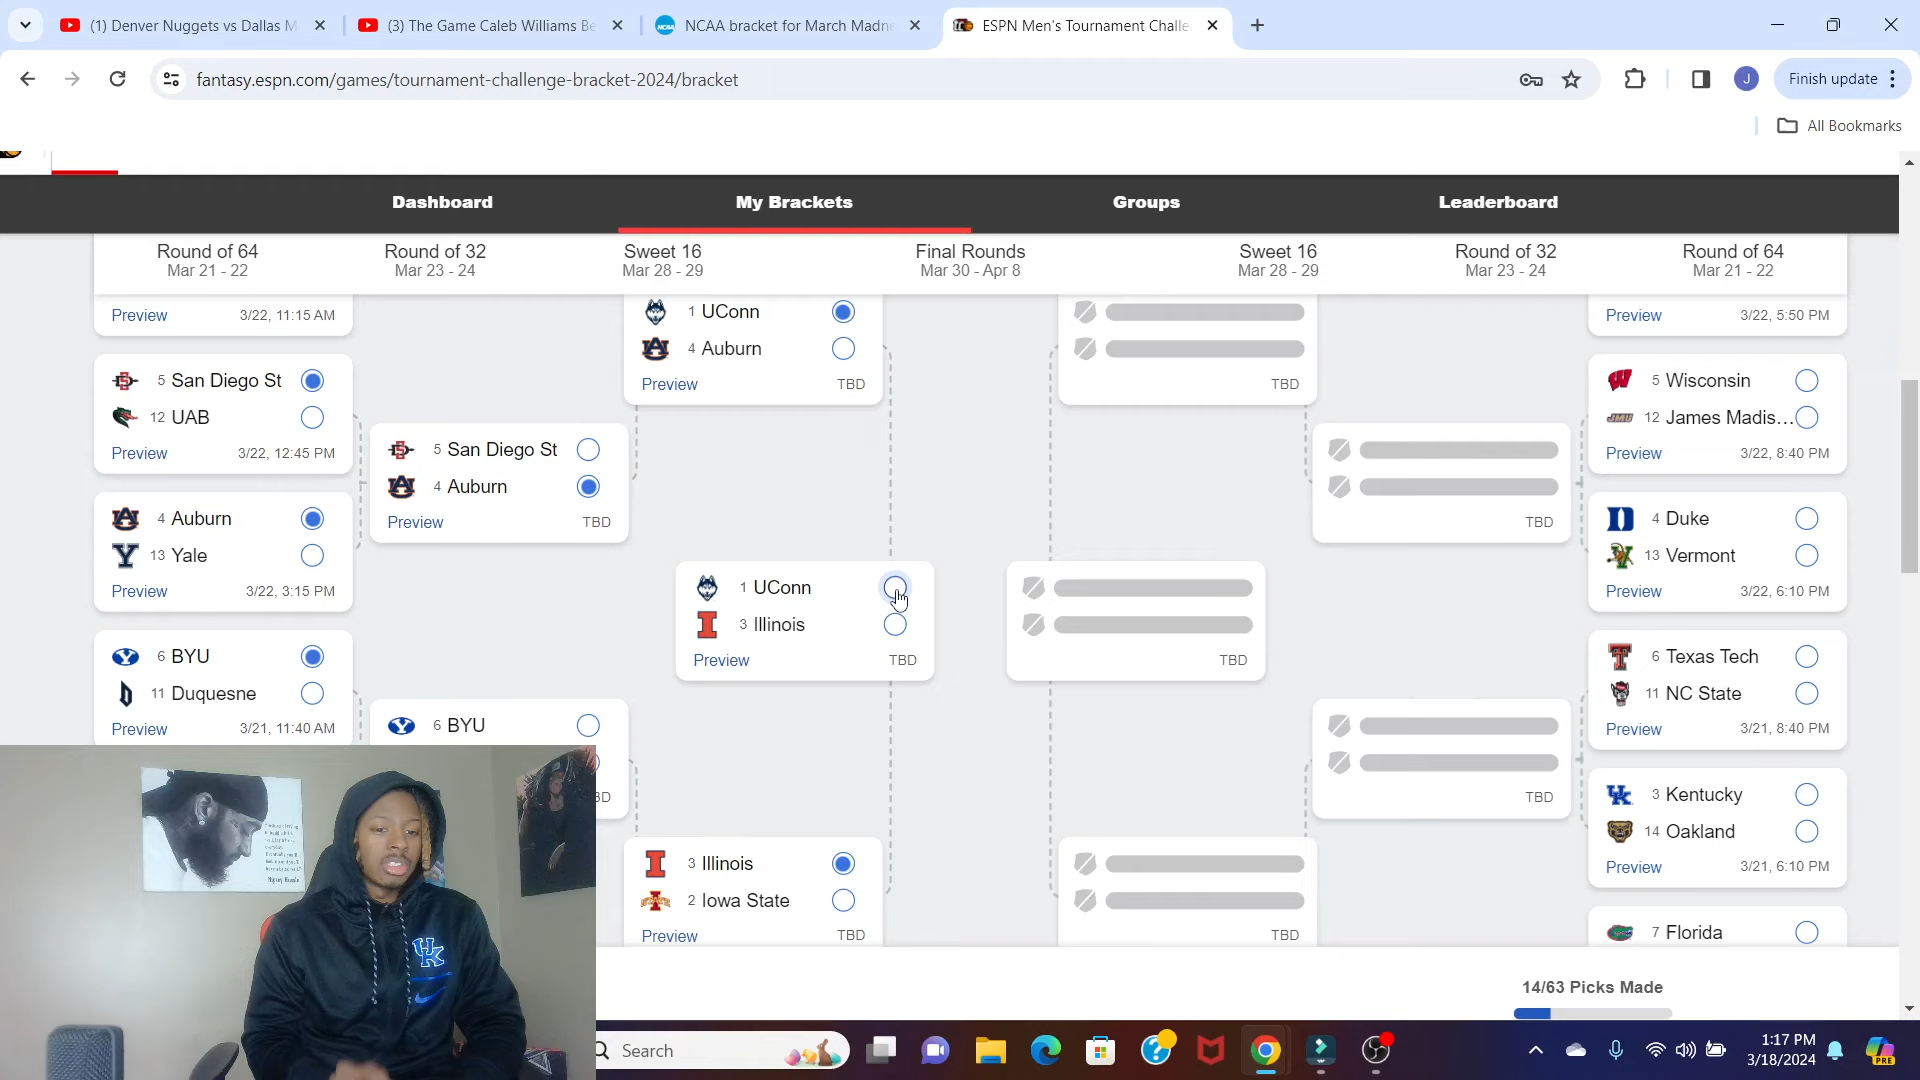 (1) Denver Nuggets vs Dallas M
(3) The Game Caleb Williams Be
NCAA bracket for March Madne
ESPN Men's Tournament Challe
fantasy.espn.com/games/tournament-challenge-bracket-2024/bracket
J
Finish update
All Bookmarks
Dashboard
My Brackets
Groups
Leaderboard
Round of 64
Mar 21 - 22
Round of 32
Mar 23 - 24
Sweet 16
Mar 28 - 29
Final Rounds
Mar 30 - Apr 8
Sweet 16
Mar 28 - 29
Round of 32
Mar 23 - 24
Round of 64
Mar 21 - 22
Preview 3/22, 11:15 AM
5 San Diego St
12 UAB
Preview 3/22, 12:45 PM
4 Auburn
13 Yale
Preview 3/22, 3:15 PM
6 BYU
11 Duquesne
Preview 3/21, 11:40 AM
5 San Diego St
4 Auburn
Preview TBD
6 BYU
BD
1 UConn
4 Auburn
Preview TBD
1 UConn
3 Illinois
Preview TBD
3 Illinois
2 Iowa State
Preview TBD
TBD
TBD
TBD
TBD
TBD
Preview 3/22, 5:50 PM
5 Wisconsin
12 James Madis...
Preview 3/22, 8:40 PM
4 Duke
13 Vermont
Preview 3/22, 6:10 PM
6 Texas Tech
11 NC State
Preview 3/21, 8:40 PM
3 Kentucky
14 Oakland
Preview 3/21, 6:10 PM
7 Florida
14/63 Picks Made
Search
1:17 PM
3/18/2024
PRE